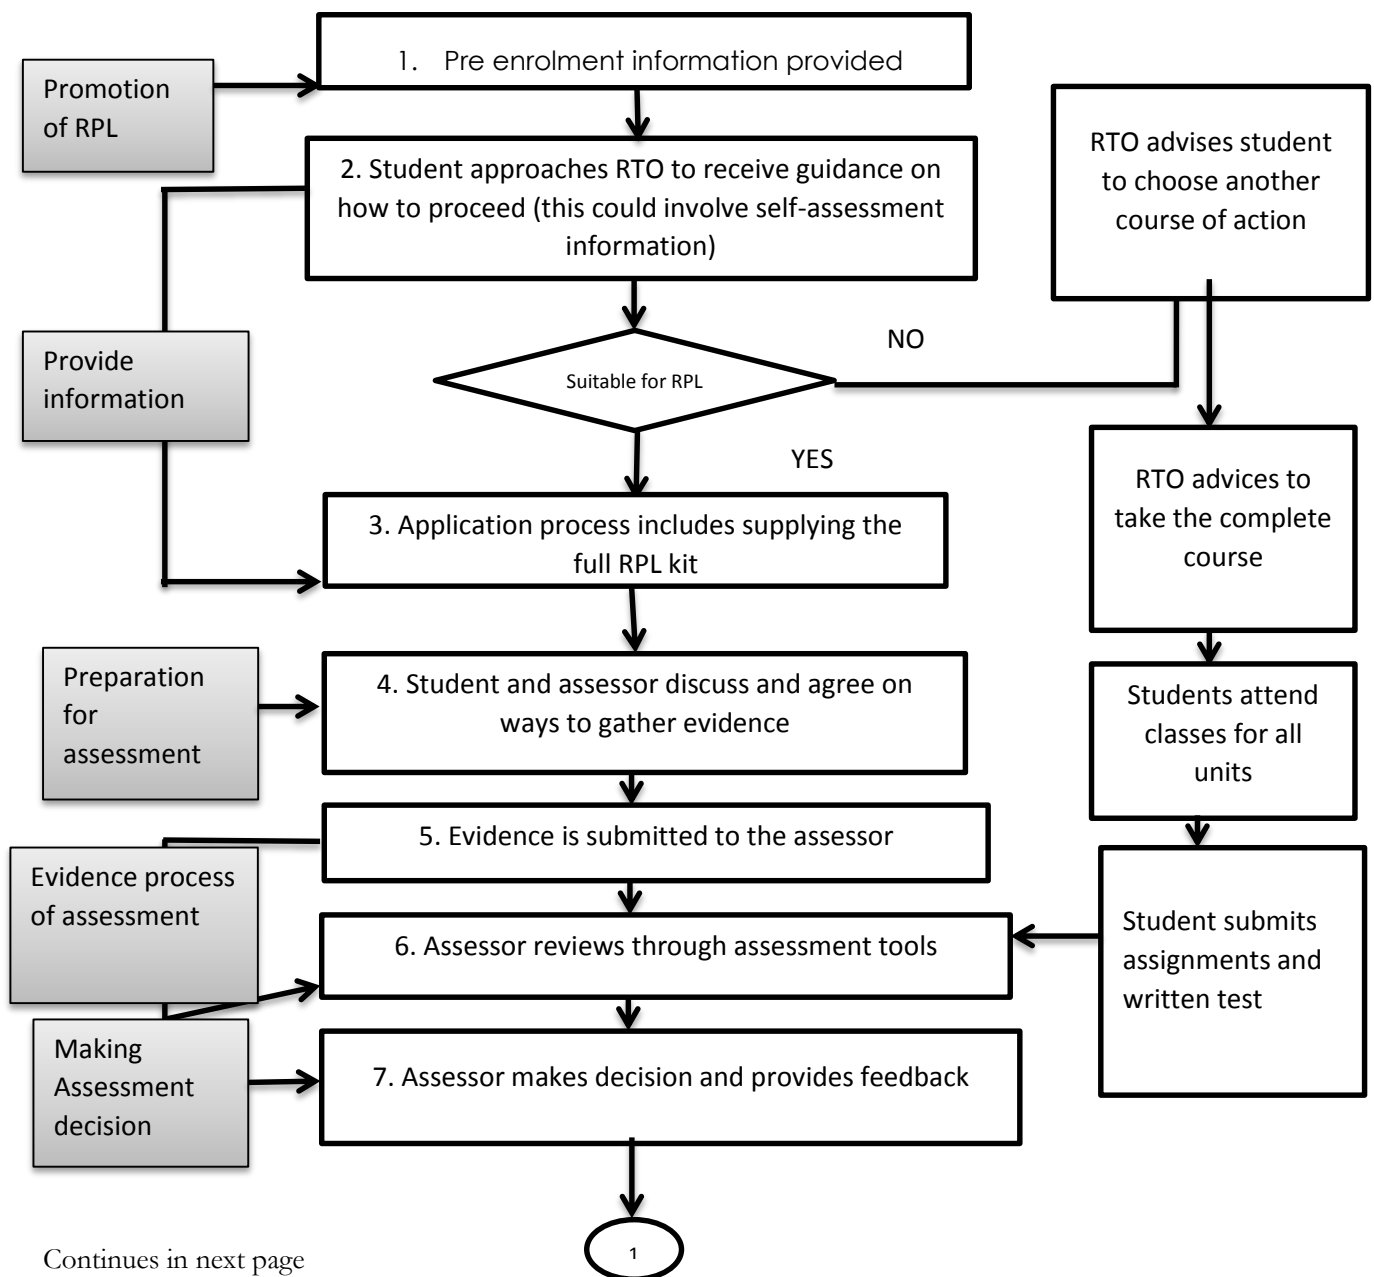 1. Pre enrolment information provided
Promotion
of RPL
2. Student approaches RTO to receive guidance on
how to proceed (this could involve self-assessment
information)
RTO advises student
to choose another
course of action
Provide
information
NO
Suitable for RPL
YES
RTO advices to
take the complete
course
3. Application process includes supplying the
full RPL kit
Preparation
for
assessment
4. Student and assessor discuss and agree on
ways to gather evidence
Students attend
classes for all
units
5. Evidence is submitted to the assessor
Evidence process
of assessment
6. Assessor reviews through assessment tools
Student submits
assignments and
written test
Making
Assessment
decision
7. Assessor makes decision and provides feedback
1
Continues in next page